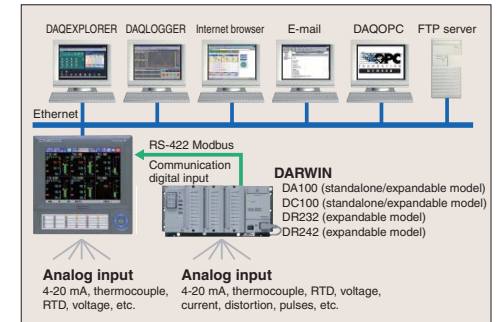 DAQEXPLORER DAQLOGGER Internet browser E-mail DAQOPC FTP server
OPC
Ethernet
RS-422 Modbus
Communication
digital input
DARWIN
DA100 (standalone/expandable model)
DC100 (standalone/expandable model)
DR232 (expandable model)
DR242 (expandable model)
Analog input
4-20 mA, thermocouple,
RTD, voltage, etc.
Analog input
4-20 mA, thermocouple, RTD, voltage,
current, distortion, pulses, etc.